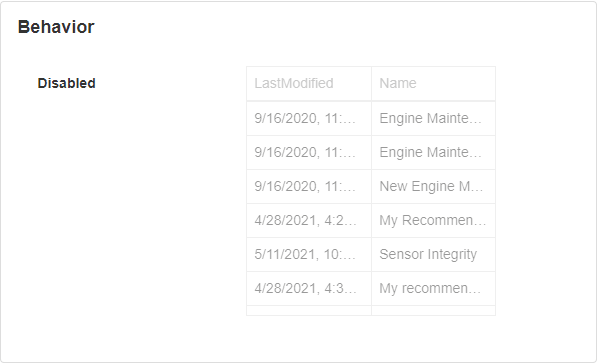 Behavior
Disabled
LastModified Name
9/16/2020, 11:... Engine Mainte...
9/16/2020, 11:... Engine Mainte...
9/16/2020, 11:... New Engine M...
4/28/2021, 4:2... My Recommen...
5/11/2021, 10:... Sensor Integrity
4/28/2021, 4:3... My recommen...